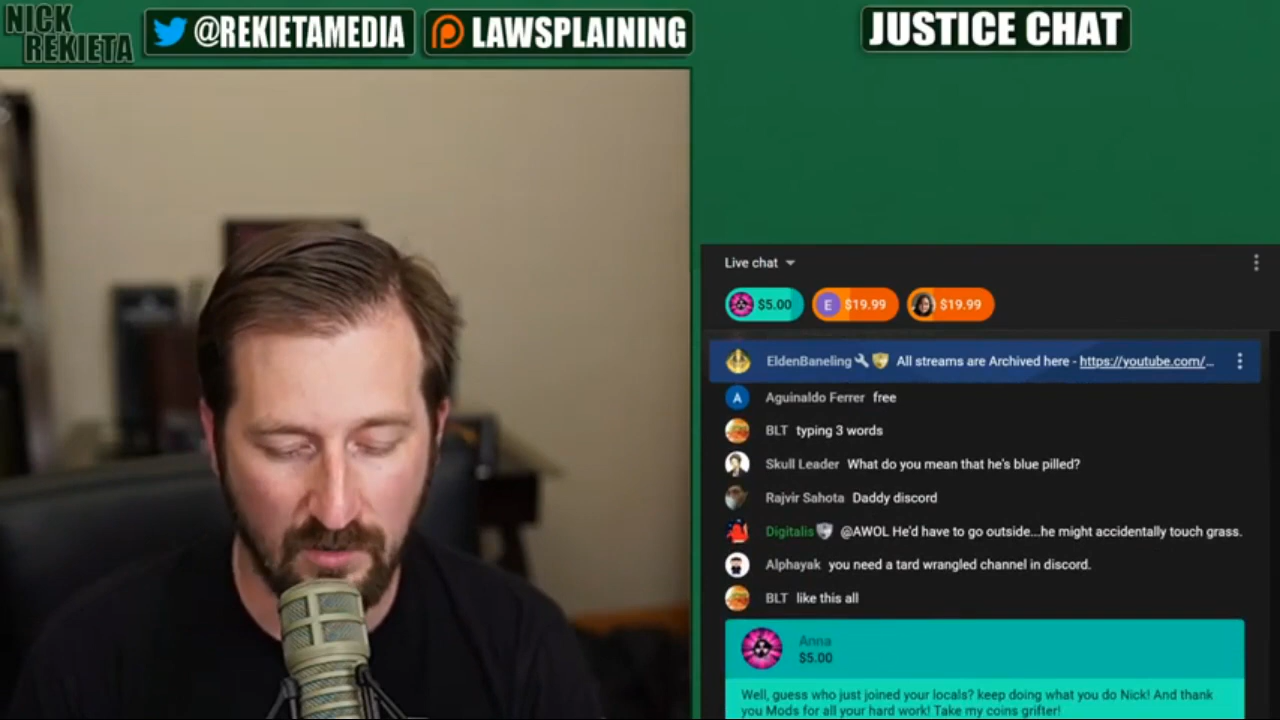 NICK
REKIETA
@REKIETAMEDIA
LAWSPLAINING
JUSTICE CHAT
Live chat
$5.00
E $19.99
$19.99
EldenBaneling All streams are Archived here - https://youtube.com/...
A Aguinaldo Ferrer free
BLT typing 3 words
Skull Leader What do you mean that he's blue pilled?
Rajvir Sahota Daddy discord
Digitalis @AWOL He'd have to go outside...he might accidentally touch grass.
Alphayak you need a tard wrangled channel in discord.
BLT like this all
Anna
$5.00
Well, guess who just joined your locals? keep doing what you do Nick! And thank
you Mods for all your hard work! Take my coins grifter!